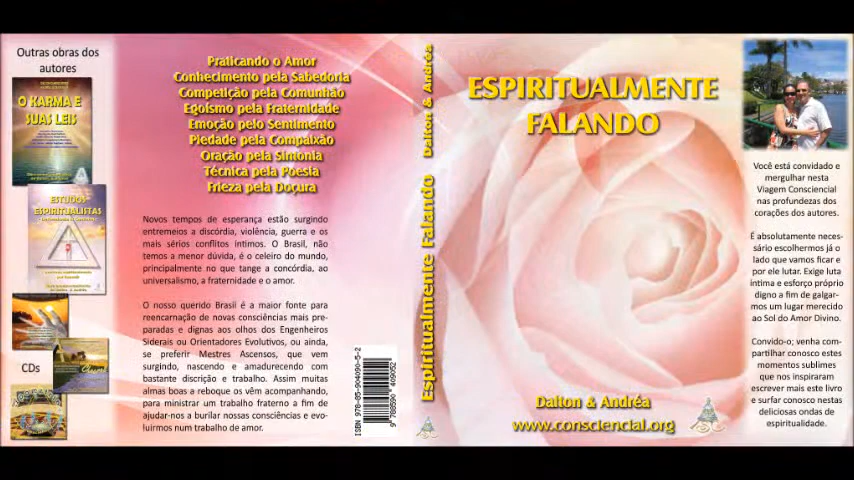 Outras obras dos
autores
O KARMA E
SUAS LEIS
ESTUDOS
ESPIRITUALISTAS
CDs
Praticando o Amor
Conhecimento pela Sabedoria
Competição pela Comunhão
Egoísmo pela Fraternidade
Emoção pelo Sentimento
Piedade pela Compaixão
Oração pela Sintonia
Técnica pela Poesia
Frieza pela Doçura
Novos tempos de esperança estão surgindo
entremeios a discórdia, violência, guerra e os
mais sérios conflitos íntimos. O Brasil, não
temos a menor dúvida, é o celeiro do mundo,
principalmente no que tange a concórdia, ao
universalismo, a fraternidade e o amor.
O nosso querido Brasil é a maior fonte para
reencarnação de novas consciências mais pre-
paradas e dignas aos olhos dos Engenheiros
Siderais ou Orientadores Evolutivos, ou ainda,
se preferir Mestres Ascensos, que vem
surgindo, nascendo e amadurecendo com
bastante discrição e trabalho. Assim muitas
almas boas a reboque os vêm acompanhando,
para ministrar um trabalho fraterno a fim de
ajudar-nos a burilar nossas consciências e evo-
luirmos num trabalho de amor.
ISBN 978-85-904090-5-2
9 788590 409052
Espiritualmente Falando Dalton & Andréa
ESPIRITUALMENTE
FALANDO
Dalton & Andréa
www.consciencial.org
Você está convidado e
mergulhar nesta
Viagem Consciencial
nas profundezas dos
corações dos autores.
É absolutamente neces-
sário escolhermos já o
lado que vamos ficar e
por ele lutar. Exige luta
íntima e esforço próprio
digno a fim de galgar-
mos um lugar merecido
ao Sol do Amor Divino.
Convido-o; venha com-
partilhar conosco estes
momentos sublimes
que nos inspiraram
escrever mais este livro
e surfar conosco nestas
deliciosas ondas de
espiritualidade.